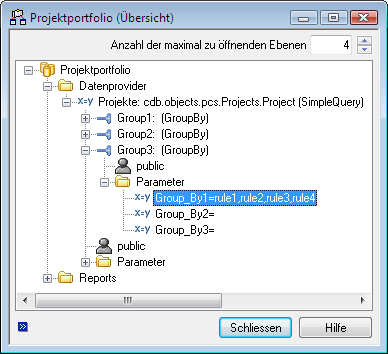 Projektportfolio (Übersicht)
Anzahl der maximal zu öffnenden Ebenen 4
Projektportfolio
Datenprovider
x=y Projekte: cdb.objects.pcs.Projects.Project (SimpleQuery)
Group1: (GroupBy)
Group2: (GroupBy)
Group3: (GroupBy)
public
Parameter
x=y Group_By1=rule1,rule2,rule3,rule4
x=y Group_By2=
x=y Group_By3=
public
Parameter
Reports
Schliessen Hilfe